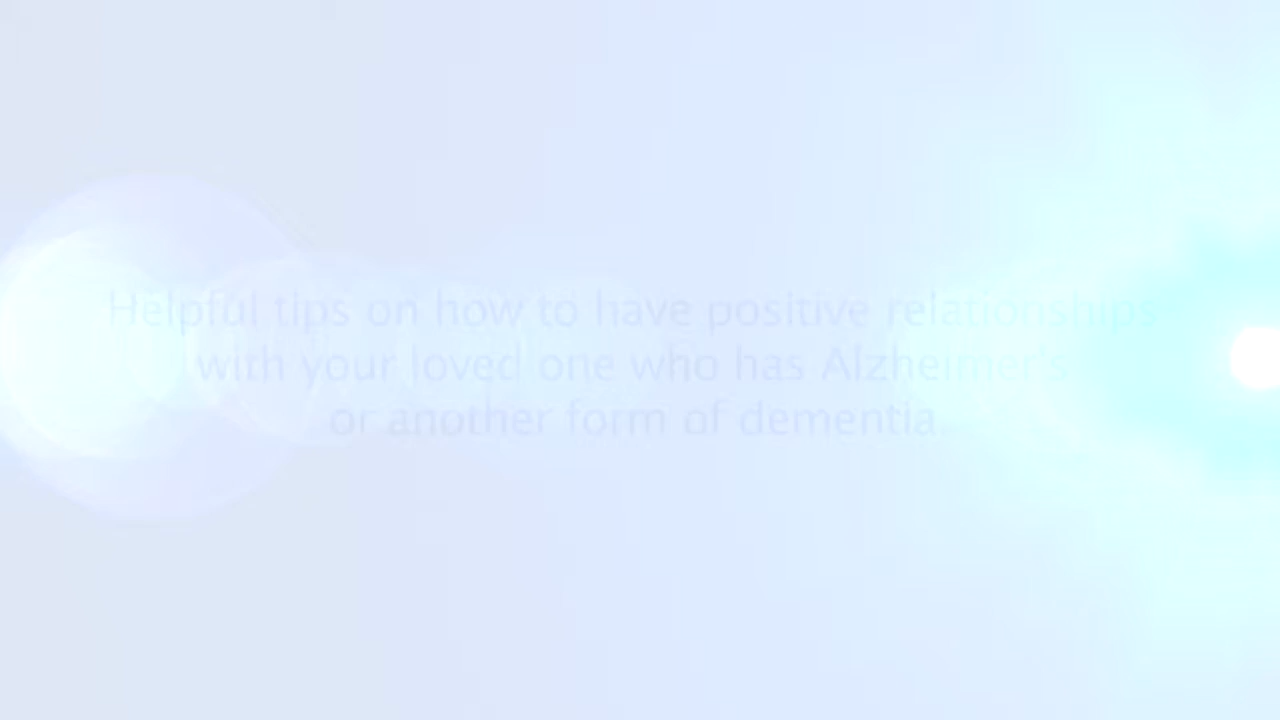 Helpful tips on how to have positive relationships
with your loved one who has Alzheimer's
or another form of dementia.